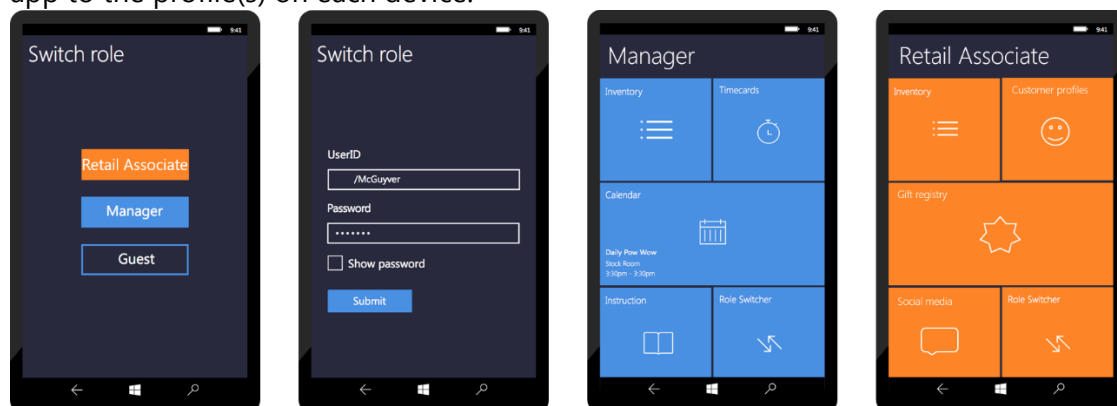 app to the profile(s) on each device.
9:41
Switch role
Retail Associate
Manager
Guest
9:41
Switch role
UserID
/McGuyver
Password
•••••••
Show password
Submit
9:41
Manager
Inventory
Timecards
Calendar
Daily Pow Wow
Stock Room
3:30pm - 3:30pm
Instruction
Role Switcher
9:41
Retail Associate
Inventory
Customer profiles
Gift registry
Social media
Role Switcher